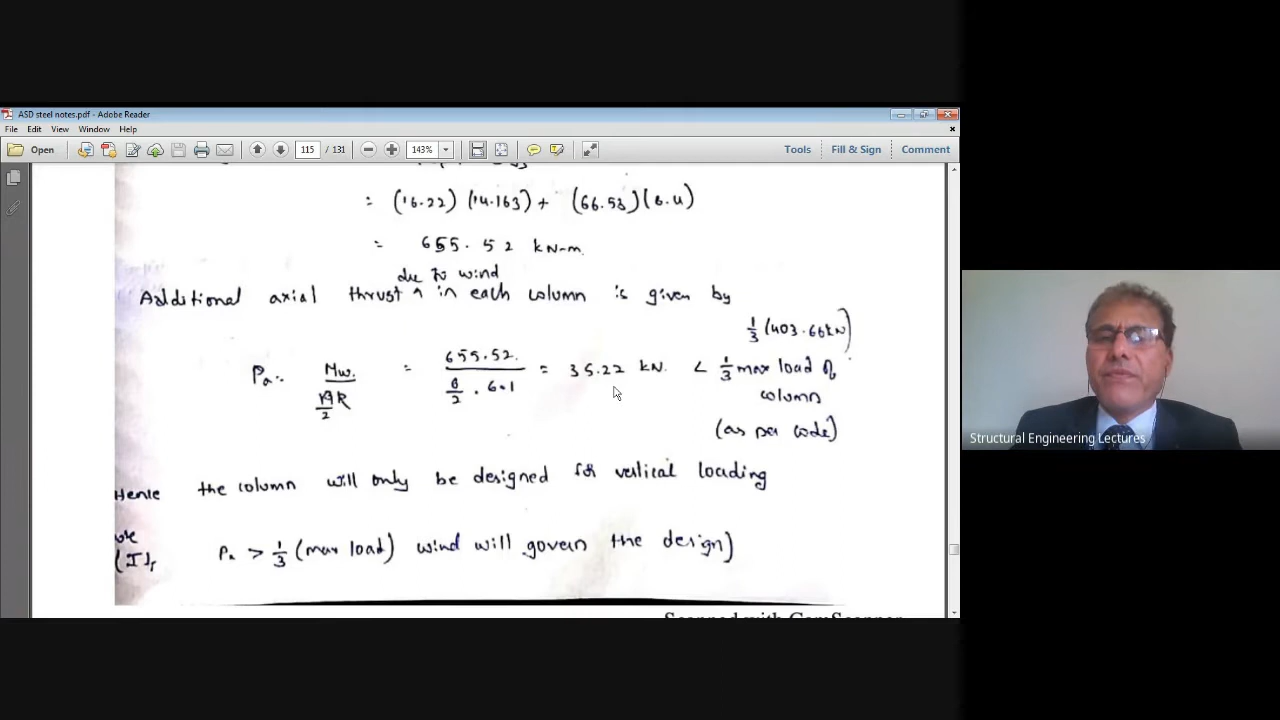 ASD steel notes.pdf - Adobe Reader
File Edit View Window Help
Open 115 / 131 143% Tools Fill & Sign Comment
= (16.22) (14.163) + (66.53)(6.4)
= 655.52 kN-m.
due to wind
Additional axial thrust ^ in each column is given by
1/3 (403.66kN)
Pa = Mw. / n/2 R = 655.52. / 6/2 . 6.1 = 35.22 kN. < 1/3 max load of
column
(as per code)
Hence the column will only be designed for vertical loading
(If, Pa > 1/3 (max load) wind will govern the design)
Structural Engineering Lectures